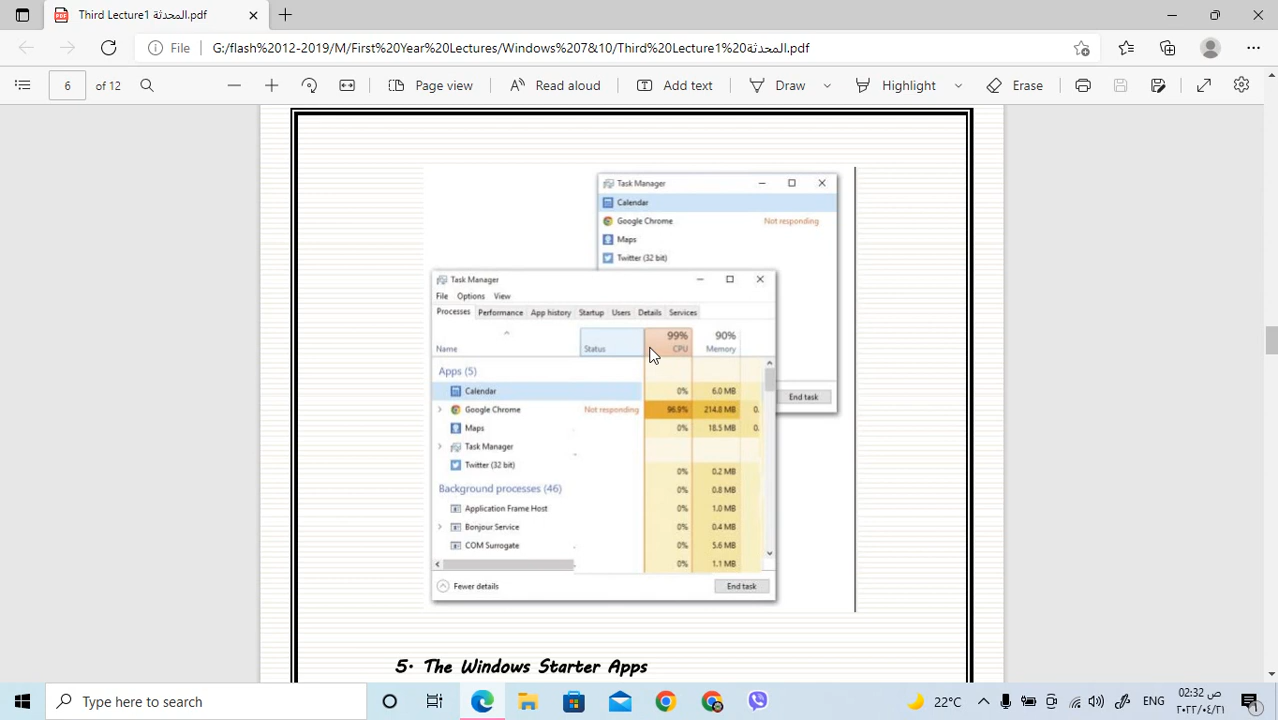 Third Lecture1 المحدثة.pdf
File G:/flash%2012-2019/M/First%20Year%20Lectures/Windows%207&10/Third%20Lecture1%20المحدثة.pdf
6 of 12 Page view Read aloud Add text Draw Highlight Erase
Task Manager
Calendar
Google Chrome Not responding
Maps
Twitter (32 bit)
End task
Task Manager
File Options View
Processes Performance App history Startup Users Details Services
99% 90%
Name Status CPU Memory
Apps (5)
Calendar 0% 6.0 MB
Google Chrome Not responding 96.9% 214.8 MB 0.
Maps 0% 18.5 MB 0.
Task Manager
Twitter (32 bit) 0% 0.2 MB
Background processes (46) 0% 0.8 MB
Application Frame Host 0% 1.0 MB
Bonjour Service 0% 0.4 MB
COM Surrogate 0% 5.6 MB
0% 1.1 MB
Fewer details End task
5. The Windows Starter Apps
Type here to search
22°C ENG
02:32 ص
٢٠٢٢/٠٤/٢٦
1